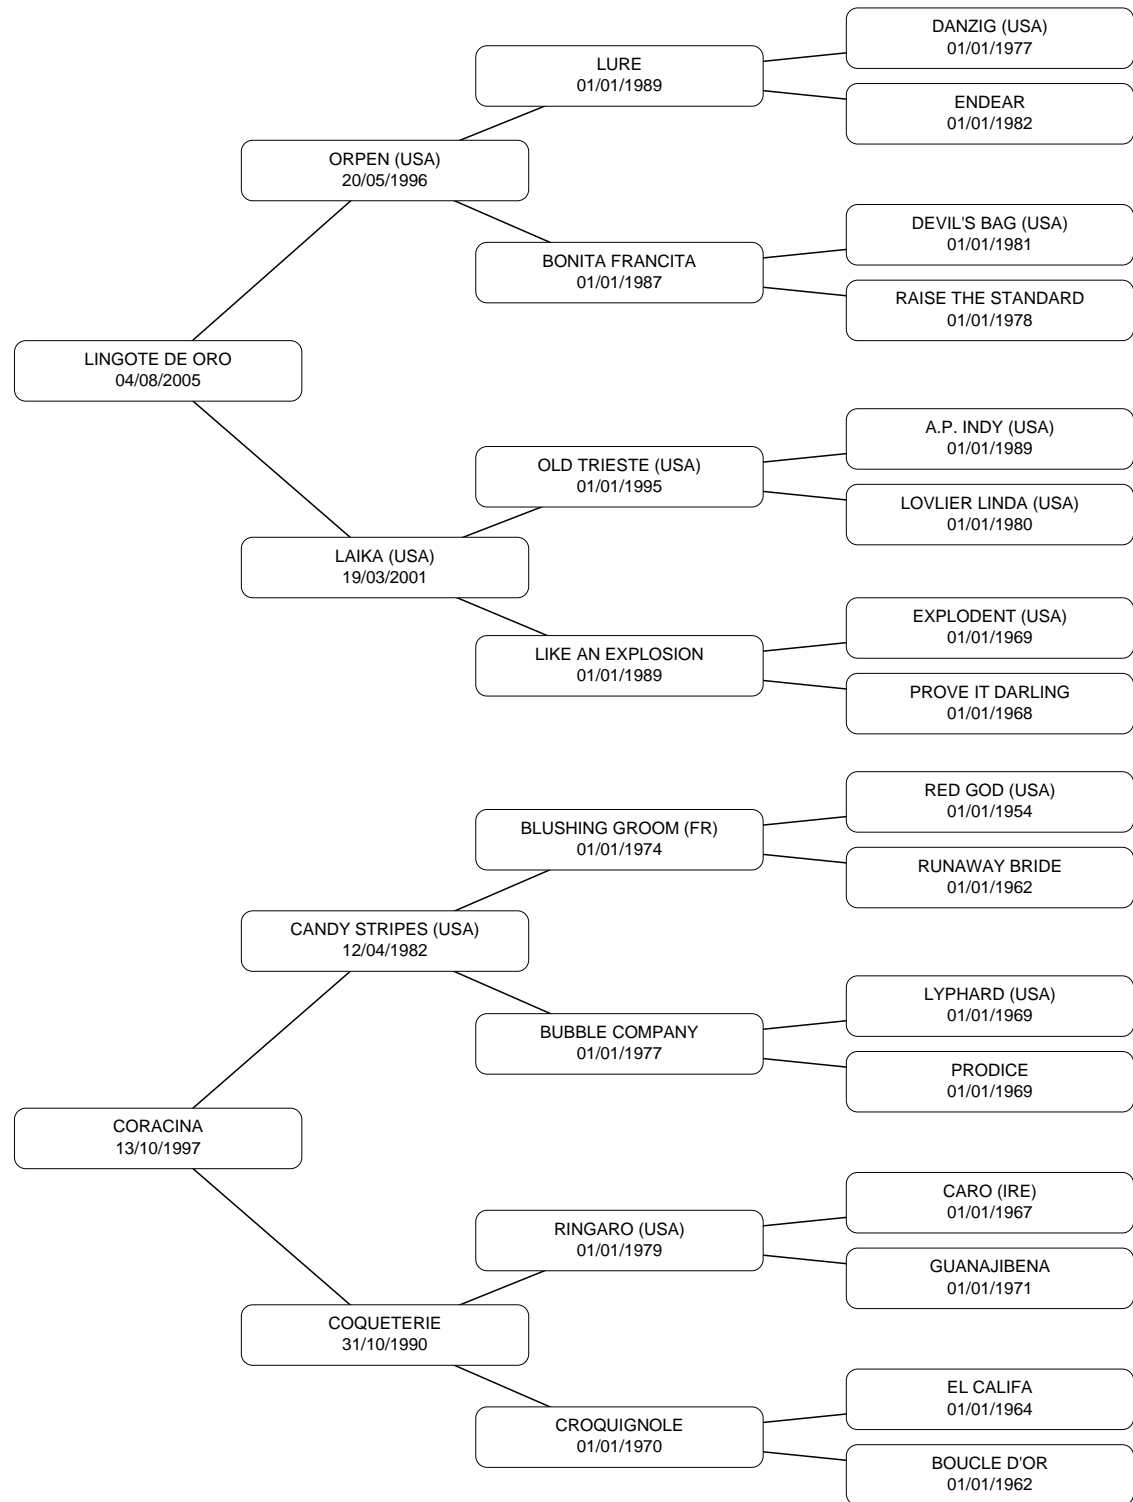 DANZIG (USA)
01/01/1977
LURE
01/01/1989
ENDEAR
01/01/1982
ORPEN (USA)
20/05/1996
DEVIL'S BAG (USA)
01/01/1981
BONITA FRANCITA
01/01/1987
RAISE THE STANDARD
01/01/1978
LINGOTE DE ORO
04/08/2005
A.P. INDY (USA)
01/01/1989
OLD TRIESTE (USA)
01/01/1995
LOVLIER LINDA (USA)
01/01/1980
LAIKA (USA)
19/03/2001
EXPLODENT (USA)
01/01/1969
LIKE AN EXPLOSION
01/01/1989
PROVE IT DARLING
01/01/1968
RED GOD (USA)
01/01/1954
BLUSHING GROOM (FR)
01/01/1974
RUNAWAY BRIDE
01/01/1962
CANDY STRIPES (USA)
12/04/1982
LYPHARD (USA)
01/01/1969
BUBBLE COMPANY
01/01/1977
PRODICE
01/01/1969
CORACINA
13/10/1997
CARO (IRE)
01/01/1967
RINGARO (USA)
01/01/1979
GUANAJIBENA
01/01/1971
COQUETERIE
31/10/1990
EL CALIFA
01/01/1964
CROQUIGNOLE
01/01/1970
BOUCLE D'OR
01/01/1962